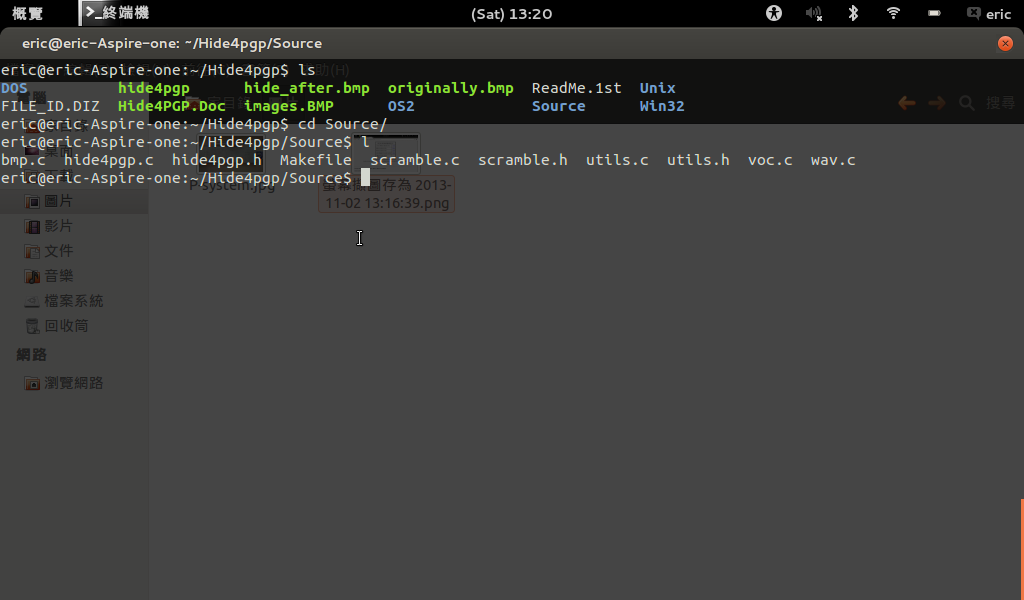 概覽 終端機 (Sat) 13:20 eric
eric@eric-Aspire-one: ~/Hide4pgp/Source
eric@eric-Aspire-one:~/Hide4pgp$ ls
DOS hide4pgp hide_after.bmp originally.bmp ReadMe.1st Unix
FILE_ID.DIZ Hide4PGP.Doc images.BMP OS2 Source Win32
eric@eric-Aspire-one:~/Hide4pgp$ cd Source/
eric@eric-Aspire-one:~/Hide4pgp/Source$ l
bmp.c hide4pgp.c hide4pgp.h Makefile scramble.c scramble.h utils.c utils.h voc.c wav.c
eric@eric-Aspire-one:~/Hide4pgp/Source$
搜尋
P-system.jpg
螢幕擷圖存為 2013-
11-02 13:16:39.png
圖片
影片
文件
音樂
檔案系統
回收筒
網路
瀏覽網路